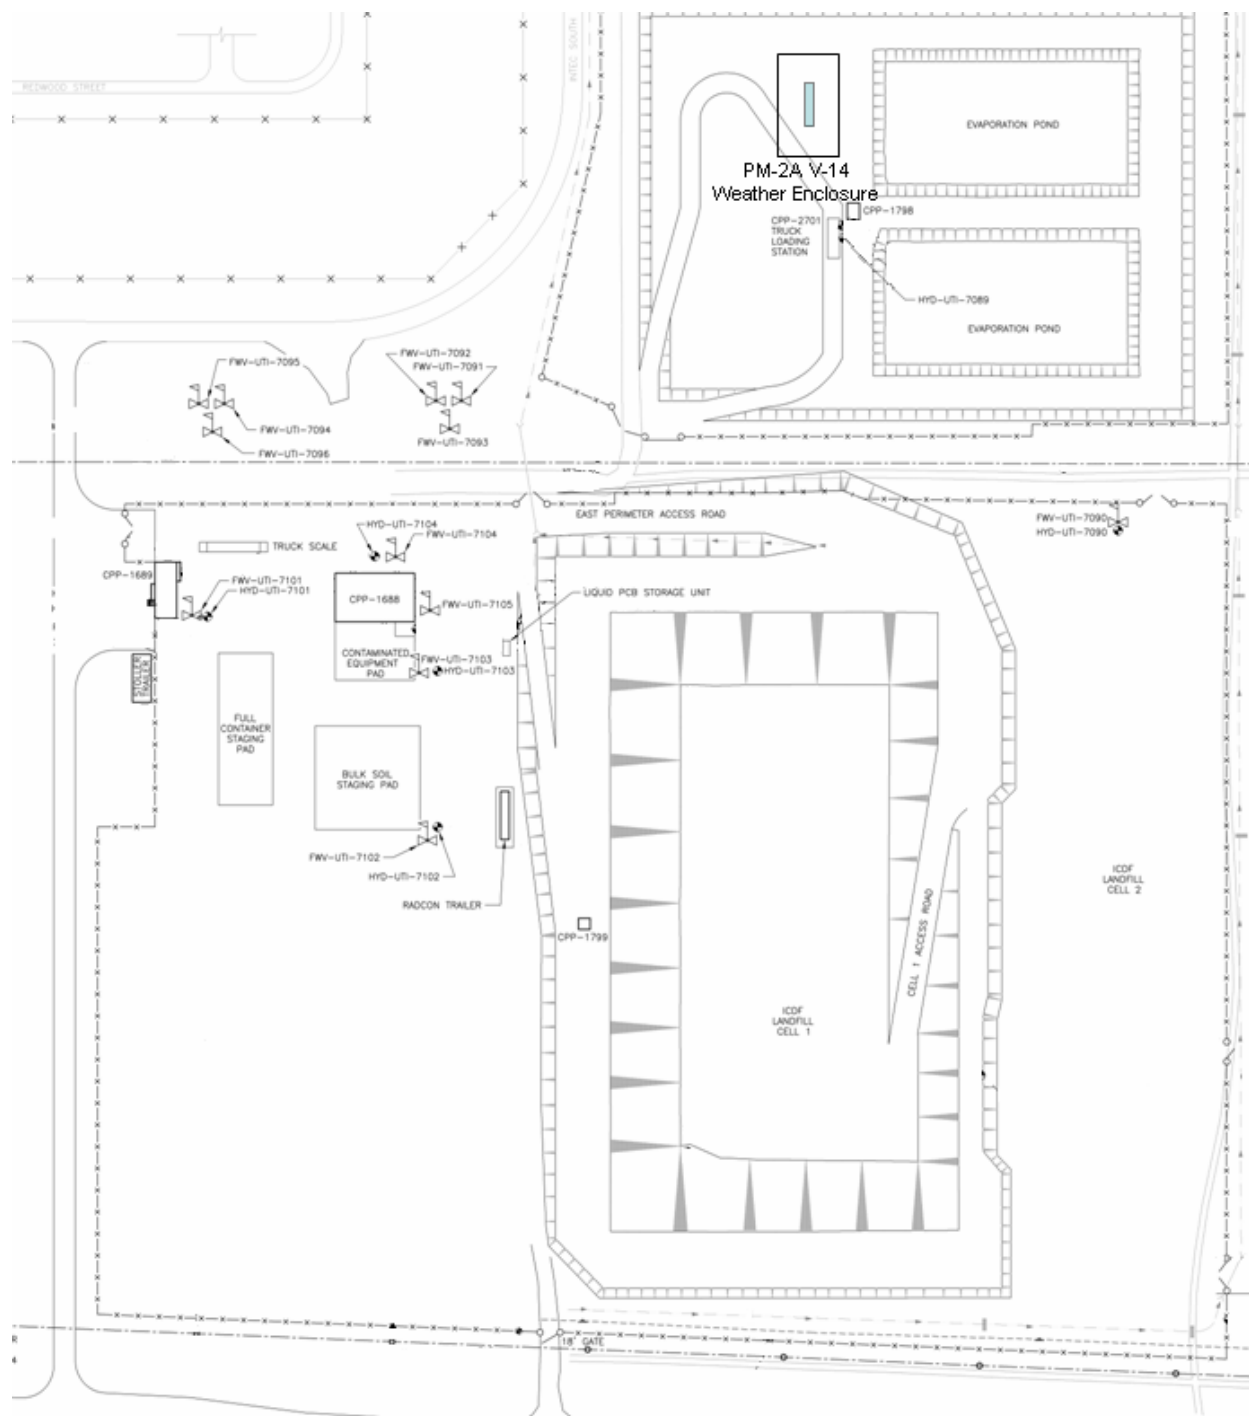 REDWOOD STREET
INTEC SOUTH
EVAPORATION POND
PM-2A V-14
Weather Enclosure
CPP-1798
CPP-2701
TRUCK
LOADING
STATION
HYD-UTI-7089
EVAPORATION POND
FWV-UTI-7095
FWV-UTI-7092
FWV-UTI-7091
FWV-UTI-7094
FWV-UTI-7093
FWV-UTI-7096
EAST PERIMETER ACCESS ROAD
FWV-UTI-7090
HYD-UTI-7090
HYD-UTI-7104
FWV-UTI-7104
TRUCK SCALE
CPP-1689
FWV-UTI-7101
HYD-UTI-7101
CPP-1688
FWV-UTI-7105
LIQUID PCB STORAGE UNIT
CONTAMINATED
EQUIPMENT
PAD
FWV-UTI-7103
HYD-UTI-7103
STOLLER
TRAILER
FULL
CONTAINER
STAGING
PAD
BULK SOIL
STAGING PAD
FWV-UTI-7102
HYD-UTI-7102
RADCON TRAILER
CPP-1799
CELL 1 ACCESS ROAD
ICDF
LANDFILL
CELL 2
ICDF
LANDFILL
CELL 1
18' GATE
R
4